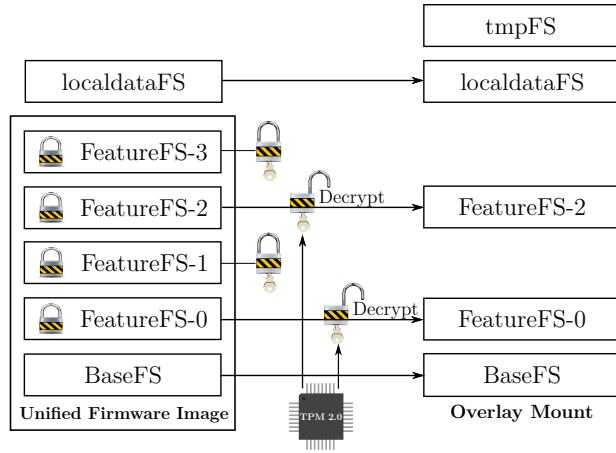 tmpFS
localdataFS
localdataFS
FeatureFS-3
FeatureFS-2
Decrypt
FeatureFS-2
FeatureFS-1
FeatureFS-0
Decrypt
FeatureFS-0
BaseFS
BaseFS
Unified Firmware Image
TPM 2.0
Overlay Mount